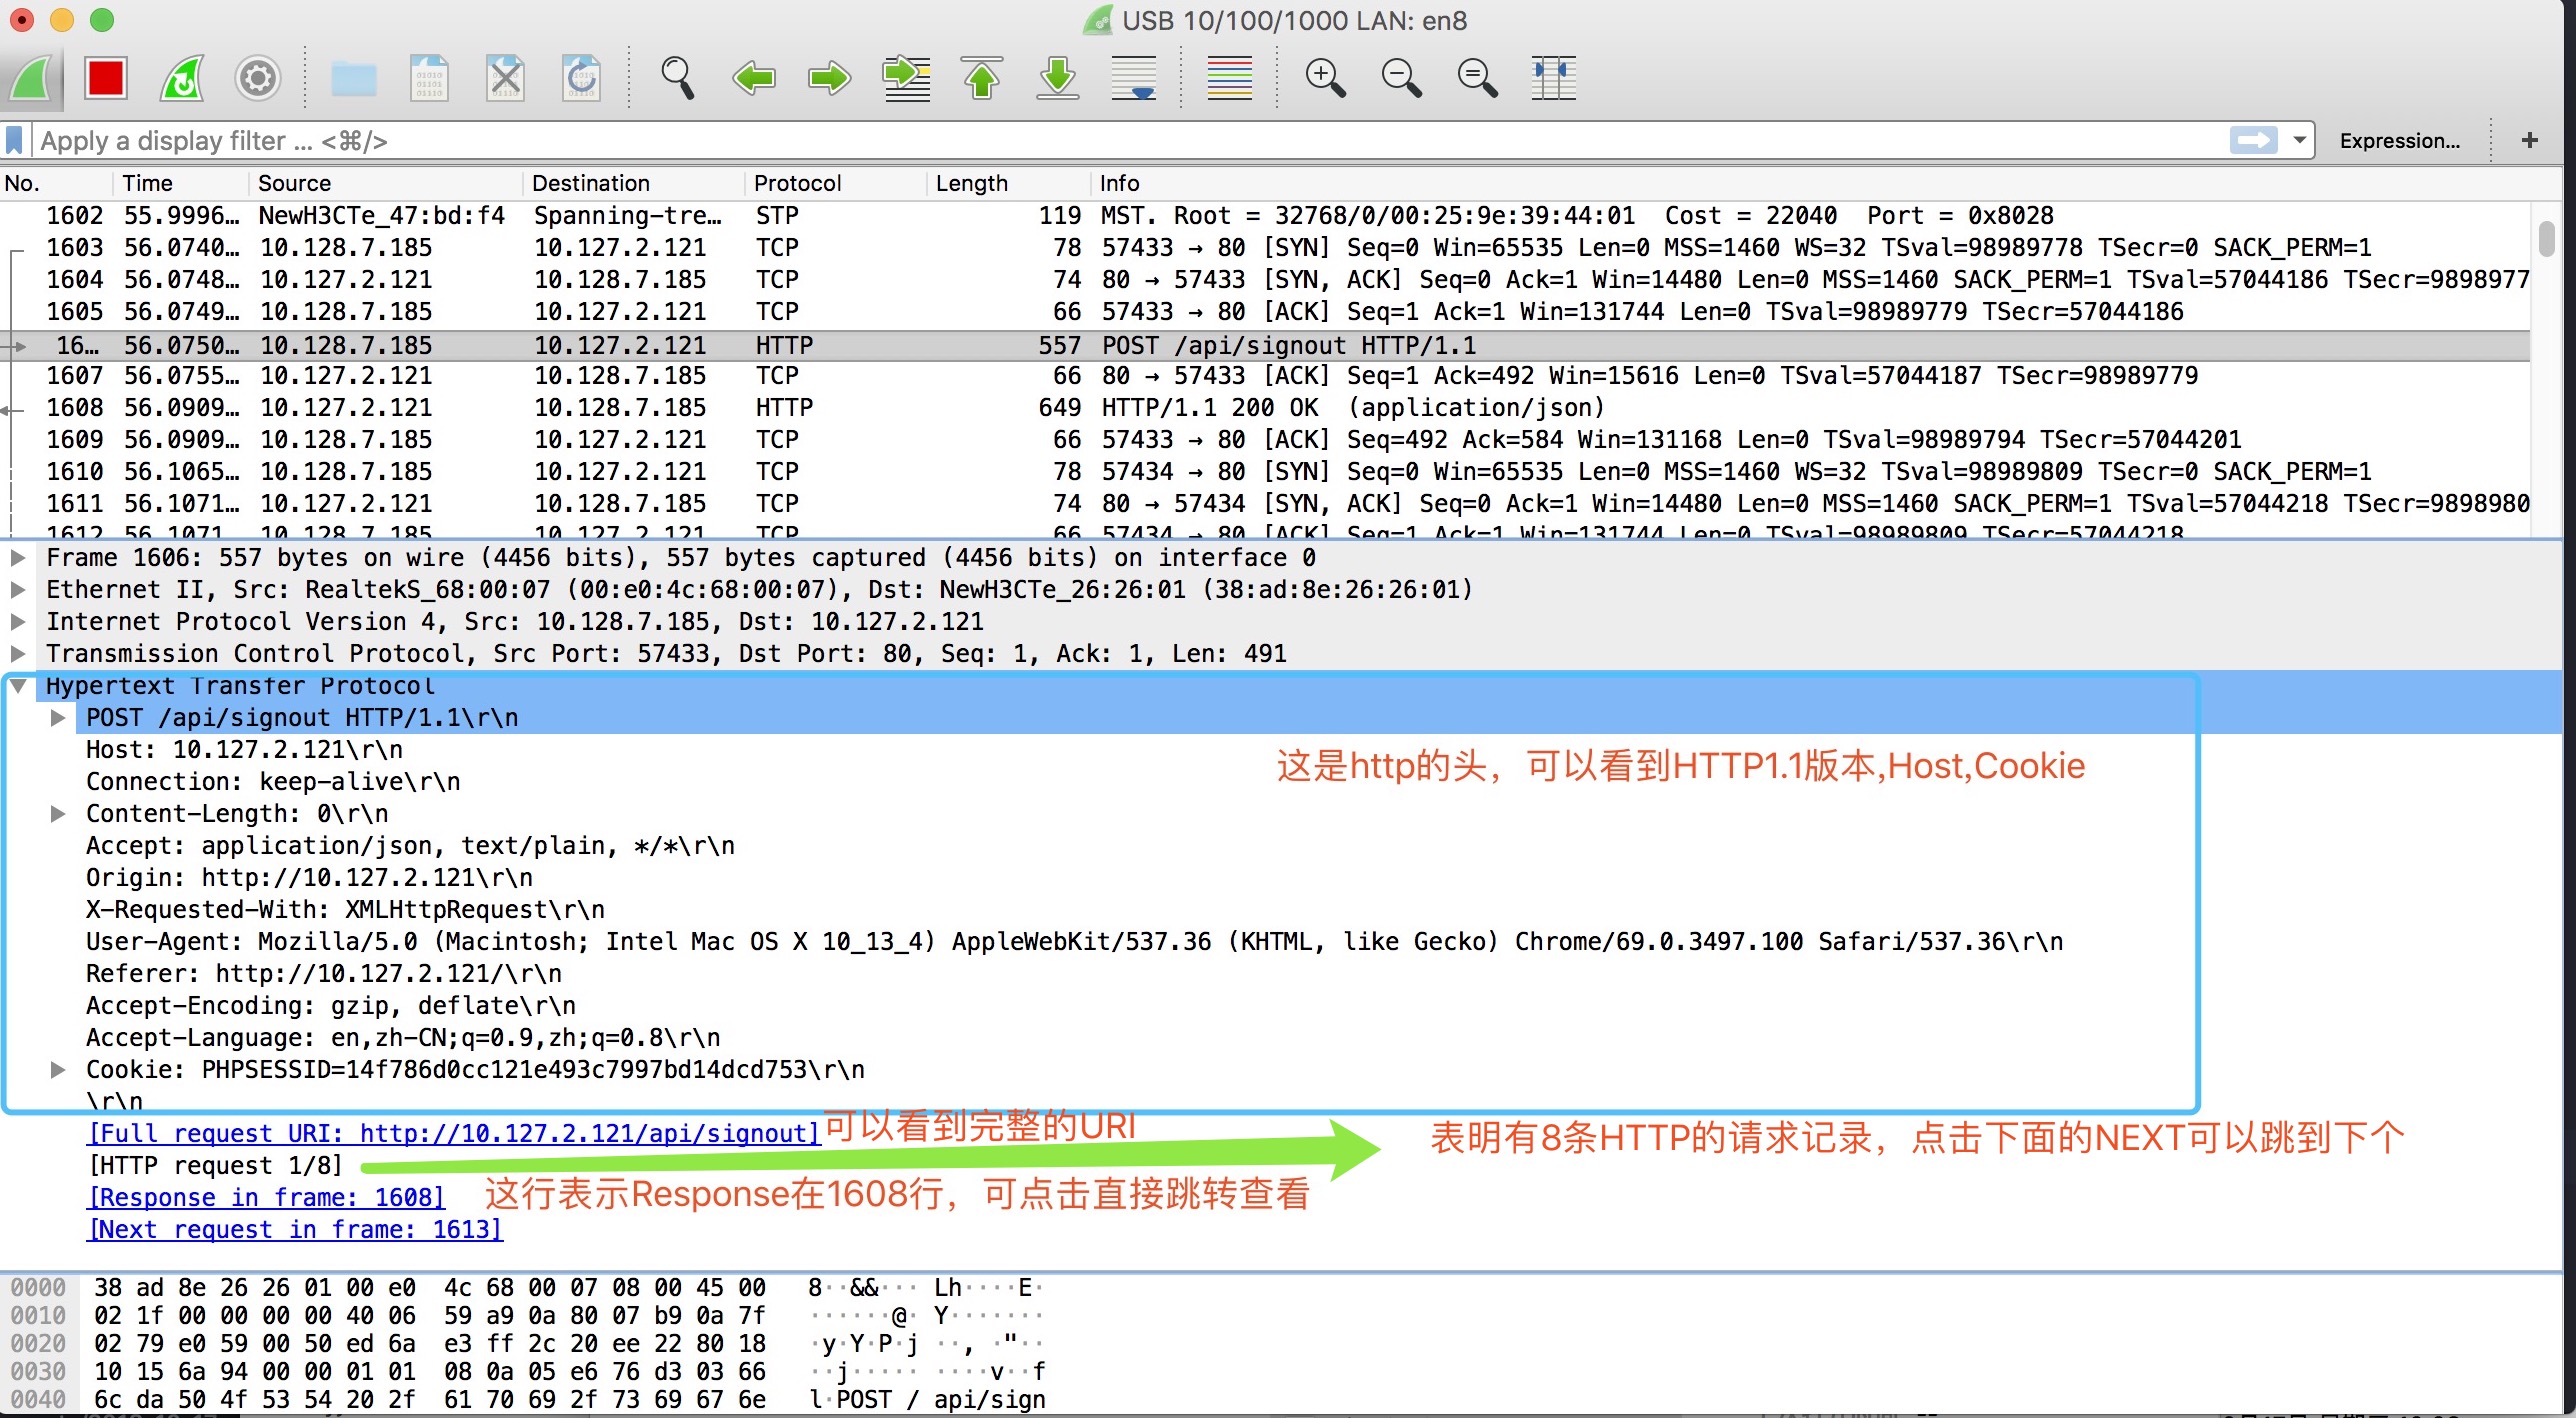 USB 10/100/1000 LAN: en8
Apply a display filter ... <⌘/>
Expression...
+
No. Time Source Destination Protocol Length Info
1602 55.9996… NewH3CTe_47:bd:f4 Spanning-tre… STP 119 MST. Root = 32768/0/00:25:9e:39:44:01 Cost = 22040 Port = 0x8028
1603 56.0740… 10.128.7.185 10.127.2.121 TCP 78 57433 → 80 [SYN] Seq=0 Win=65535 Len=0 MSS=1460 WS=32 TSval=98989778 TSecr=0 SACK_PERM=1
1604 56.0748… 10.127.2.121 10.128.7.185 TCP 74 80 → 57433 [SYN, ACK] Seq=0 Ack=1 Win=14480 Len=0 MSS=1460 SACK_PERM=1 TSval=57044186 TSecr=9898977
1605 56.0749… 10.128.7.185 10.127.2.121 TCP 66 57433 → 80 [ACK] Seq=1 Ack=1 Win=131744 Len=0 TSval=98989779 TSecr=57044186
16… 56.0750… 10.128.7.185 10.127.2.121 HTTP 557 POST /api/signout HTTP/1.1
1607 56.0755… 10.127.2.121 10.128.7.185 TCP 66 80 → 57433 [ACK] Seq=1 Ack=492 Win=15616 Len=0 TSval=57044187 TSecr=98989779
1608 56.0909… 10.127.2.121 10.128.7.185 HTTP 649 HTTP/1.1 200 OK (application/json)
1609 56.0909… 10.128.7.185 10.127.2.121 TCP 66 57433 → 80 [ACK] Seq=492 Ack=584 Win=131168 Len=0 TSval=98989794 TSecr=57044201
1610 56.1065… 10.128.7.185 10.127.2.121 TCP 78 57434 → 80 [SYN] Seq=0 Win=65535 Len=0 MSS=1460 WS=32 TSval=98989809 TSecr=0 SACK_PERM=1
1611 56.1071… 10.127.2.121 10.128.7.185 TCP 74 80 → 57434 [SYN, ACK] Seq=0 Ack=1 Win=14480 Len=0 MSS=1460 SACK_PERM=1 TSval=57044218 TSecr=9898980
1612 56.1071… 10.128.7.185 10.127.2.121 TCP 66 57434 → 80 [ACK] Seq=1 Ack=1 Win=131744 Len=0 TSval=98989809 TSecr=57044218
Frame 1606: 557 bytes on wire (4456 bits), 557 bytes captured (4456 bits) on interface 0
Ethernet II, Src: RealtekS_68:00:07 (00:e0:4c:68:00:07), Dst: NewH3CTe_26:26:01 (38:ad:8e:26:26:01)
Internet Protocol Version 4, Src: 10.128.7.185, Dst: 10.127.2.121
Transmission Control Protocol, Src Port: 57433, Dst Port: 80, Seq: 1, Ack: 1, Len: 491
Hypertext Transfer Protocol
POST /api/signout HTTP/1.1\r\n
Host: 10.127.2.121\r\n
这是http的头，可以看到HTTP1.1版本,Host,Cookie
Connection: keep-alive\r\n
Content-Length: 0\r\n
Accept: application/json, text/plain, */*\r\n
Origin: http://10.127.2.121\r\n
X-Requested-With: XMLHttpRequest\r\n
User-Agent: Mozilla/5.0 (Macintosh; Intel Mac OS X 10_13_4) AppleWebKit/537.36 (KHTML, like Gecko) Chrome/69.0.3497.100 Safari/537.36\r\n
Referer: http://10.127.2.121/\r\n
Accept-Encoding: gzip, deflate\r\n
Accept-Language: en,zh-CN;q=0.9,zh;q=0.8\r\n
Cookie: PHPSESSID=14f786d0cc121e493c7997bd14dcd753\r\n
\r\n
[Full request URI: http://10.127.2.121/api/signout] 可以看到完整的URI
表明有8条HTTP的请求记录，点击下面的NEXT可以跳到下个
[HTTP request 1/8]
[Response in frame: 1608] 这行表示Response在1608行，可点击直接跳转查看
[Next request in frame: 1613]
0000 38 ad 8e 26 26 01 00 e0 4c 68 00 07 08 00 45 00 8··&&··· Lh····E·
0010 02 1f 00 00 00 00 40 06 59 a9 0a 80 07 b9 0a 7f ······@· Y·······
0020 02 79 e0 59 00 50 ed 6a e3 ff 2c 20 ee 22 80 18 ·y·Y·P·j ··, ·"··
0030 10 15 6a 94 00 00 01 01 08 0a 05 e6 76 d3 03 66 ··j····· ····v··f
0040 6c da 50 4f 53 54 20 2f 61 70 69 2f 73 69 67 6e l·POST / api/sign